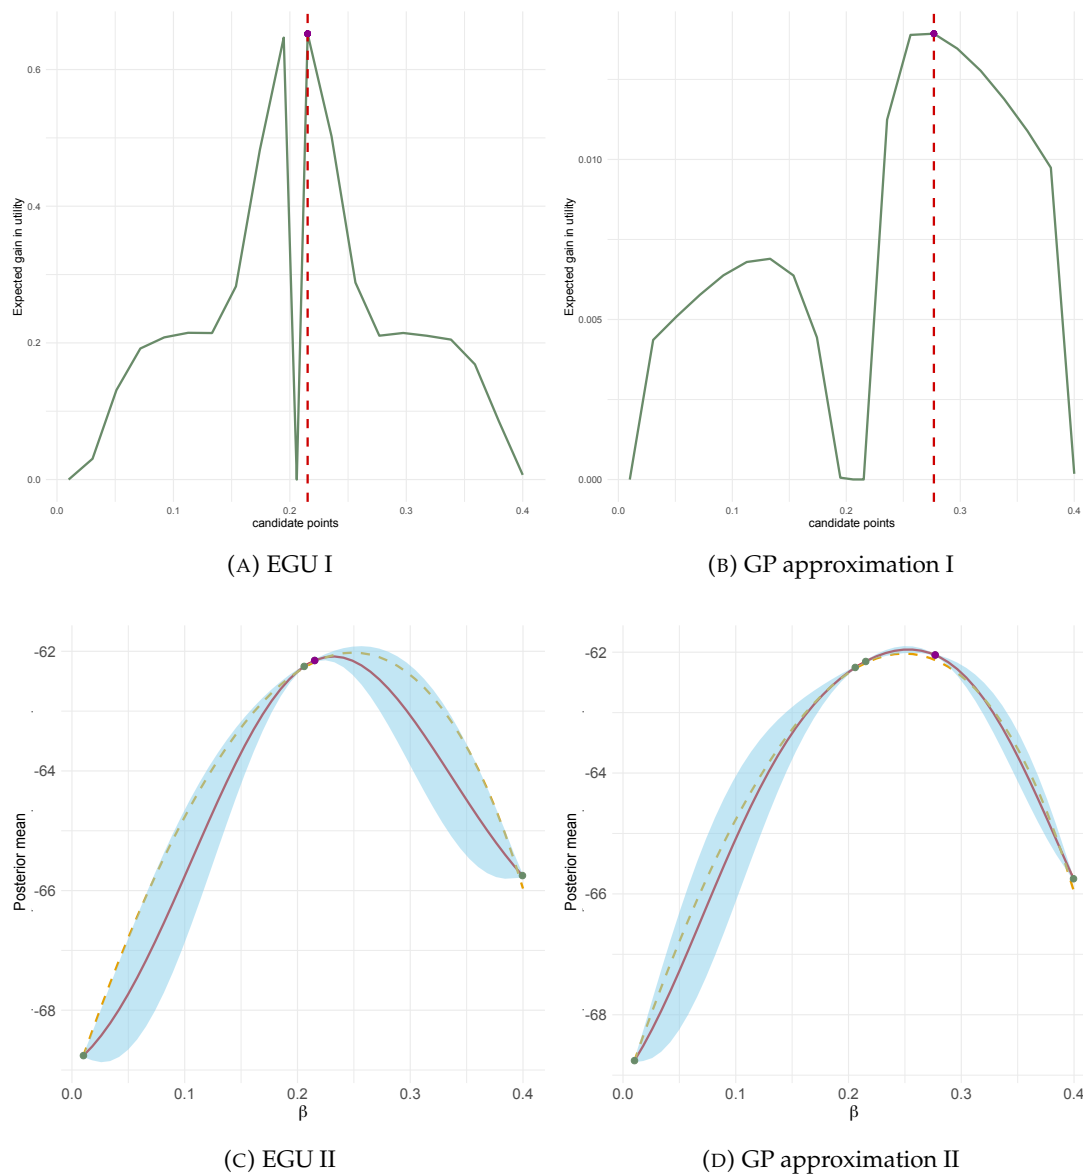 Expected gain in utility
0.6
0.4
0.2
0.0
0.0 0.1 0.2 0.3 0.4
candidate points
(A) EGU I
Expected gain in utility
0.010
0.005
0.000
0.0 0.1 0.2 0.3 0.4
candidate points
(B) GP approximation I
Posterior mean
-62
-64
-66
-68
0.0 0.1 0.2 0.3 0.4
β
(C) EGU II
Posterior mean
-62
-64
-66
-68
0.0 0.1 0.2 0.3 0.4
β
(D) GP approximation II